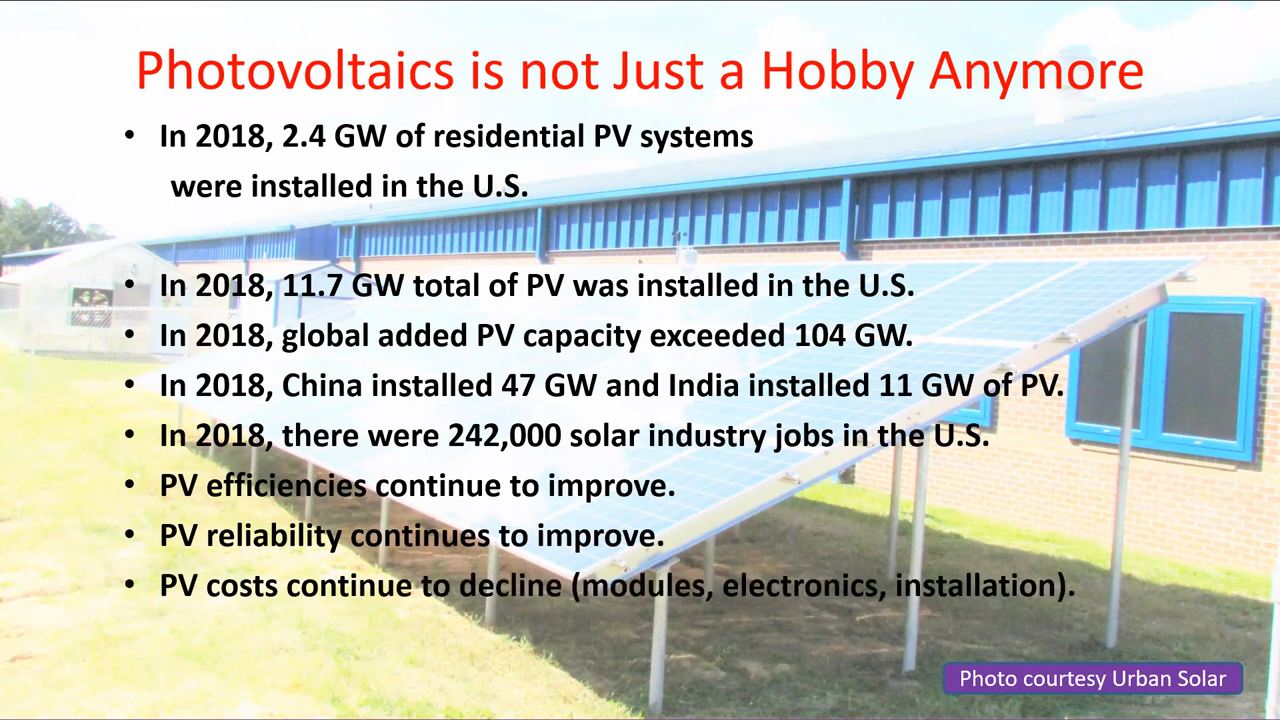 Photovoltaics is not Just a Hobby Anymore
• In 2018, 2.4 GW of residential PV systems
were installed in the U.S.
• In 2018, 11.7 GW total of PV was installed in the U.S.
• In 2018, global added PV capacity exceeded 104 GW.
• In 2018, China installed 47 GW and India installed 11 GW of PV.
• In 2018, there were 242,000 solar industry jobs in the U.S.
• PV efficiencies continue to improve.
• PV reliability continues to improve.
• PV costs continue to decline (modules, electronics, installation).
Photo courtesy Urban Solar